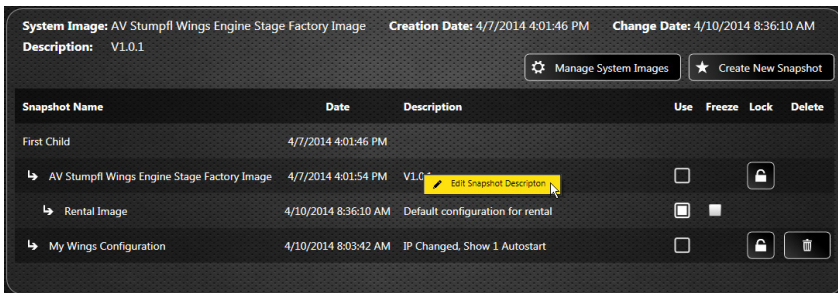 System Image: AV Stumpfl Wings Engine Stage Factory Image Creation Date: 4/7/2014 4:01:46 PM Change Date: 4/10/2014 8:36:10 AM
Description: V1.0.1
Manage System Images Create New Snapshot
Snapshot Name Date Description Use Freeze Lock Delete
First Child 4/7/2014 4:01:46 PM
AV Stumpfl Wings Engine Stage Factory Image 4/7/2014 4:01:54 PM V1.0.1
Edit Snapshot Descripton
Rental Image 4/10/2014 8:36:10 AM Default configuration for rental
My Wings Configuration 4/10/2014 8:03:42 AM IP Changed, Show 1 Autostart